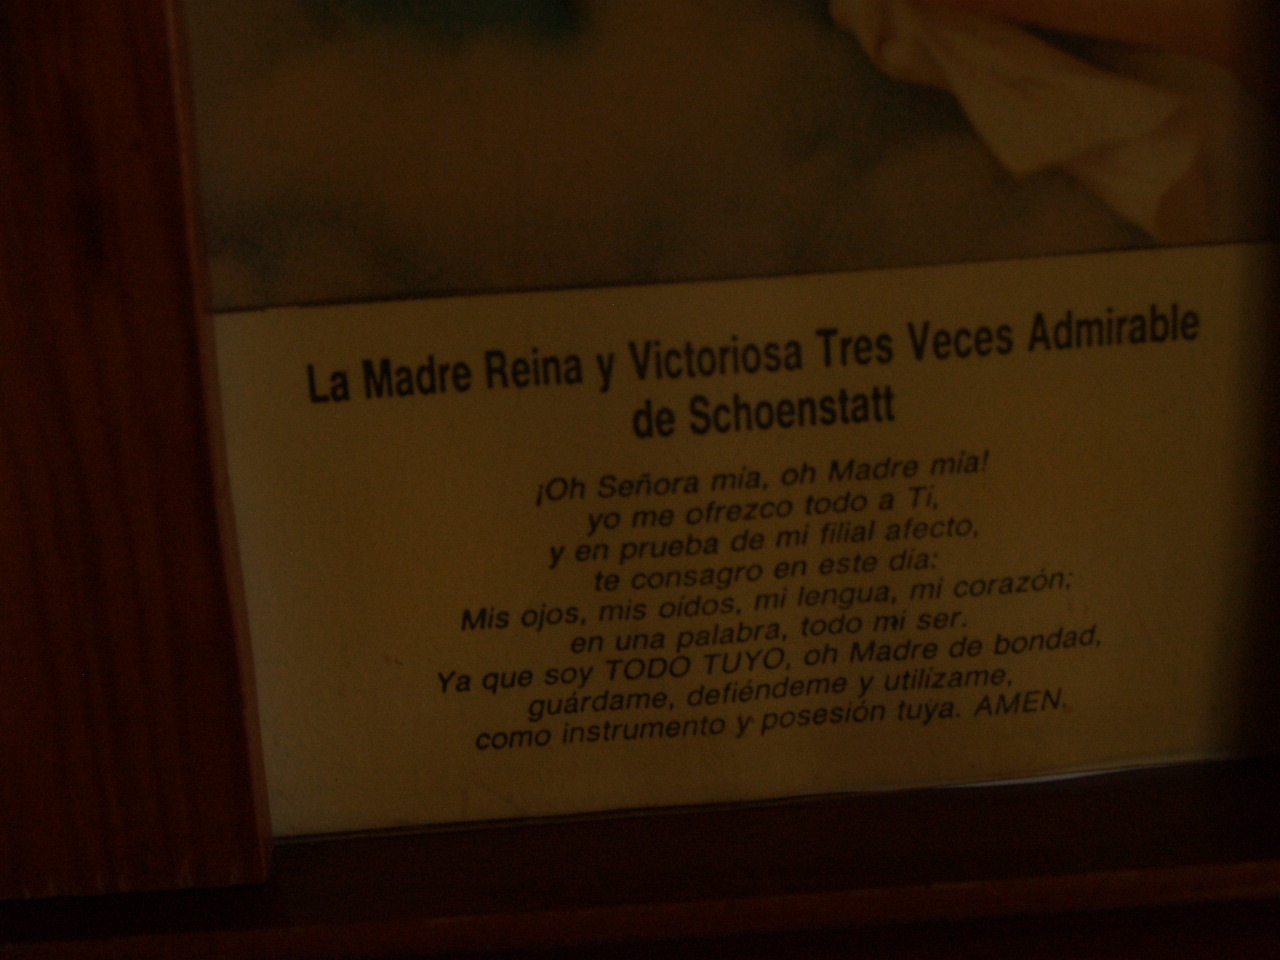 La Madre Reina y Victoriosa Tres Veces Admirable
de Schoenstatt
¡Oh Señora mía, oh Madre mía!
yo me ofrezco todo a Ti,
y en prueba de mi filial afecto,
te consagro en este día:
Mis ojos, mis oídos, mi lengua, mi corazón;
en una palabra, todo mi ser.
Ya que soy TODO TUYO, oh Madre de bondad,
guárdame, defiéndeme y utilízame,
como instrumento y posesión tuya. AMEN.